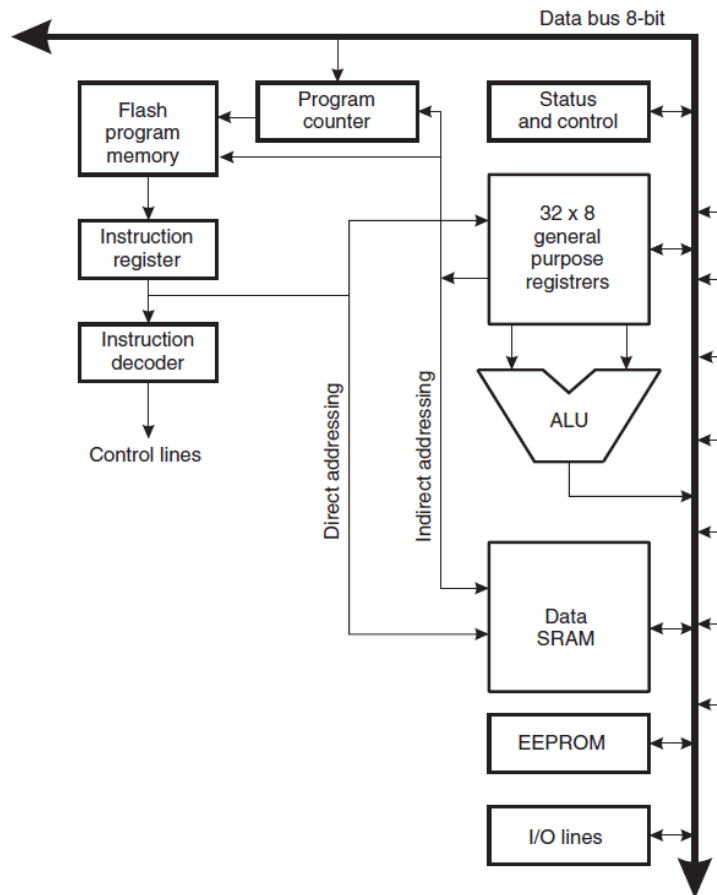 Data bus 8-bit
Flash
program
memory
Program
counter
Status
and control
Instruction
register
32 x 8
general
purpose
registrers
Instruction
decoder
ALU
Control lines
Direct addressing
Indirect addressing
Data
SRAM
EEPROM
I/O lines